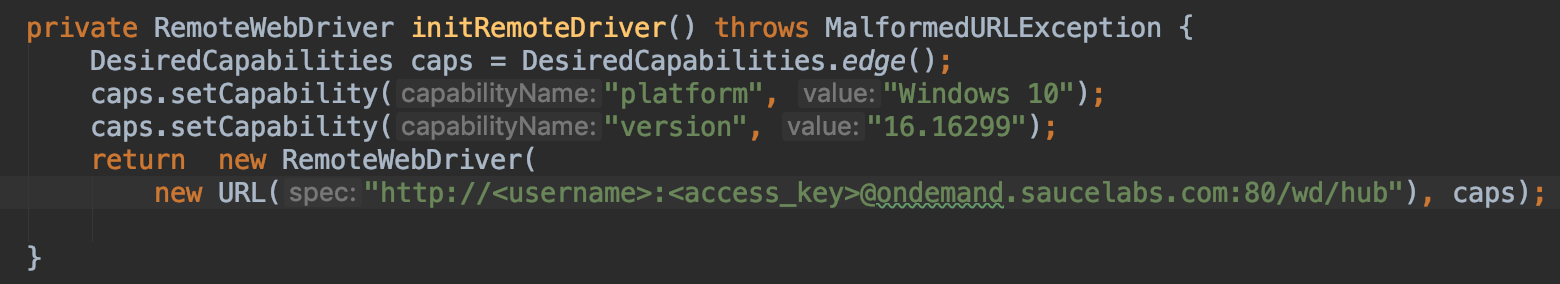 private RemoteWebDriver initRemoteDriver() throws MalformedURLException {
DesiredCapabilities caps = DesiredCapabilities.edge();
caps.setCapability( capabilityName: "platform", value: "Windows 10");
caps.setCapability( capabilityName: "version", value: "16.16299");
return  new RemoteWebDriver(
new URL( spec: "http://<username>:<access_key>@ondemand.saucelabs.com:80/wd/hub"), caps);
}